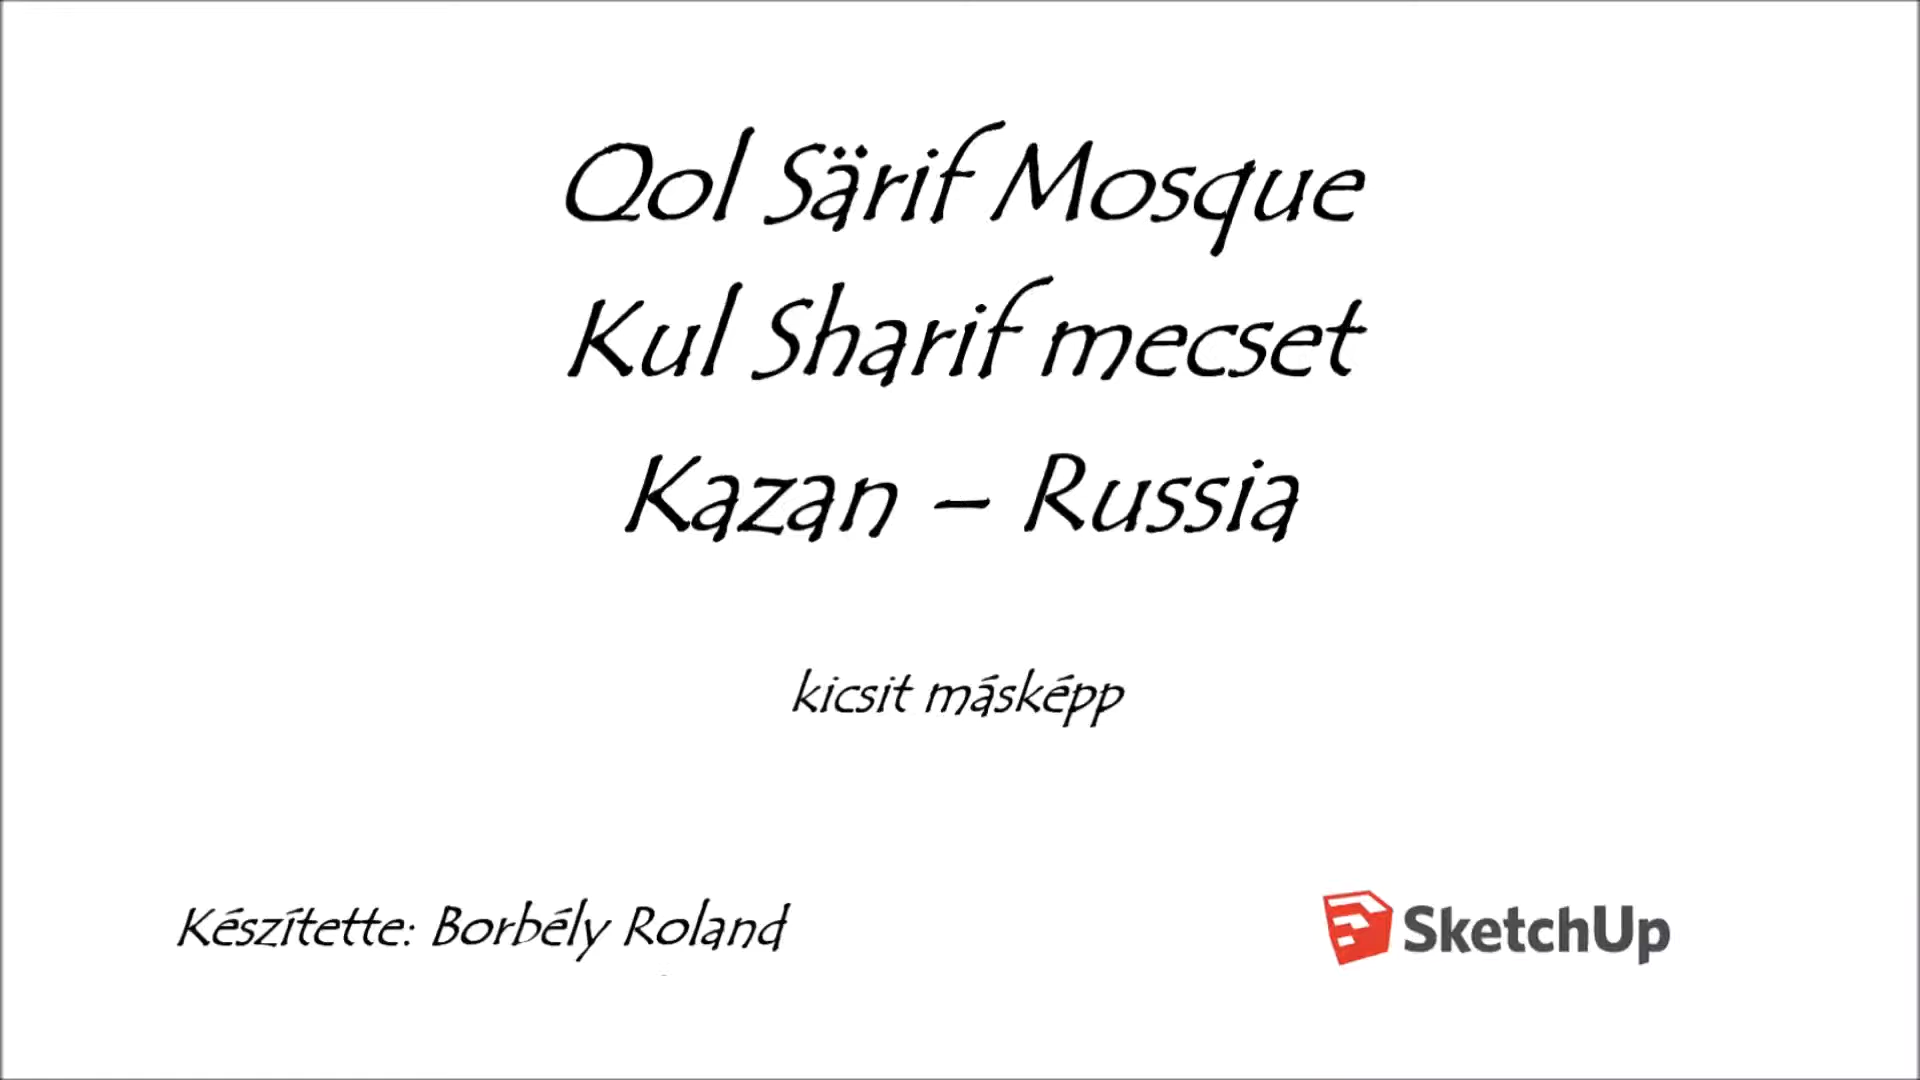 Qol Särif Mosque
Kul Sharif mecset
Kazan – Russia
kicsit másképp
Készítette: Borbély Roland
SketchUp